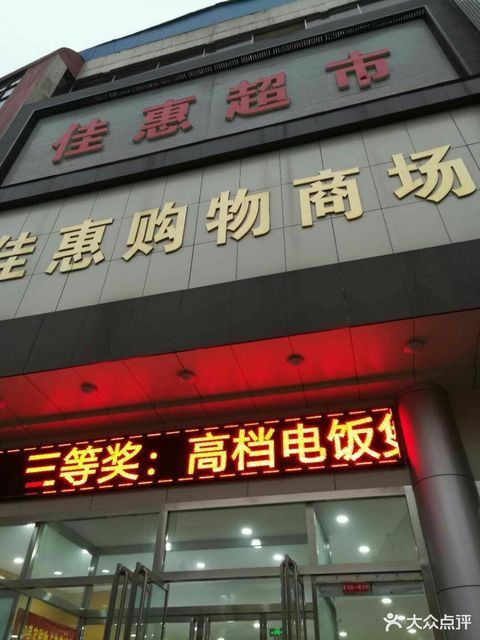 佳惠超市
佳惠购物商场
三等奖：高档电饭煲
大众点评